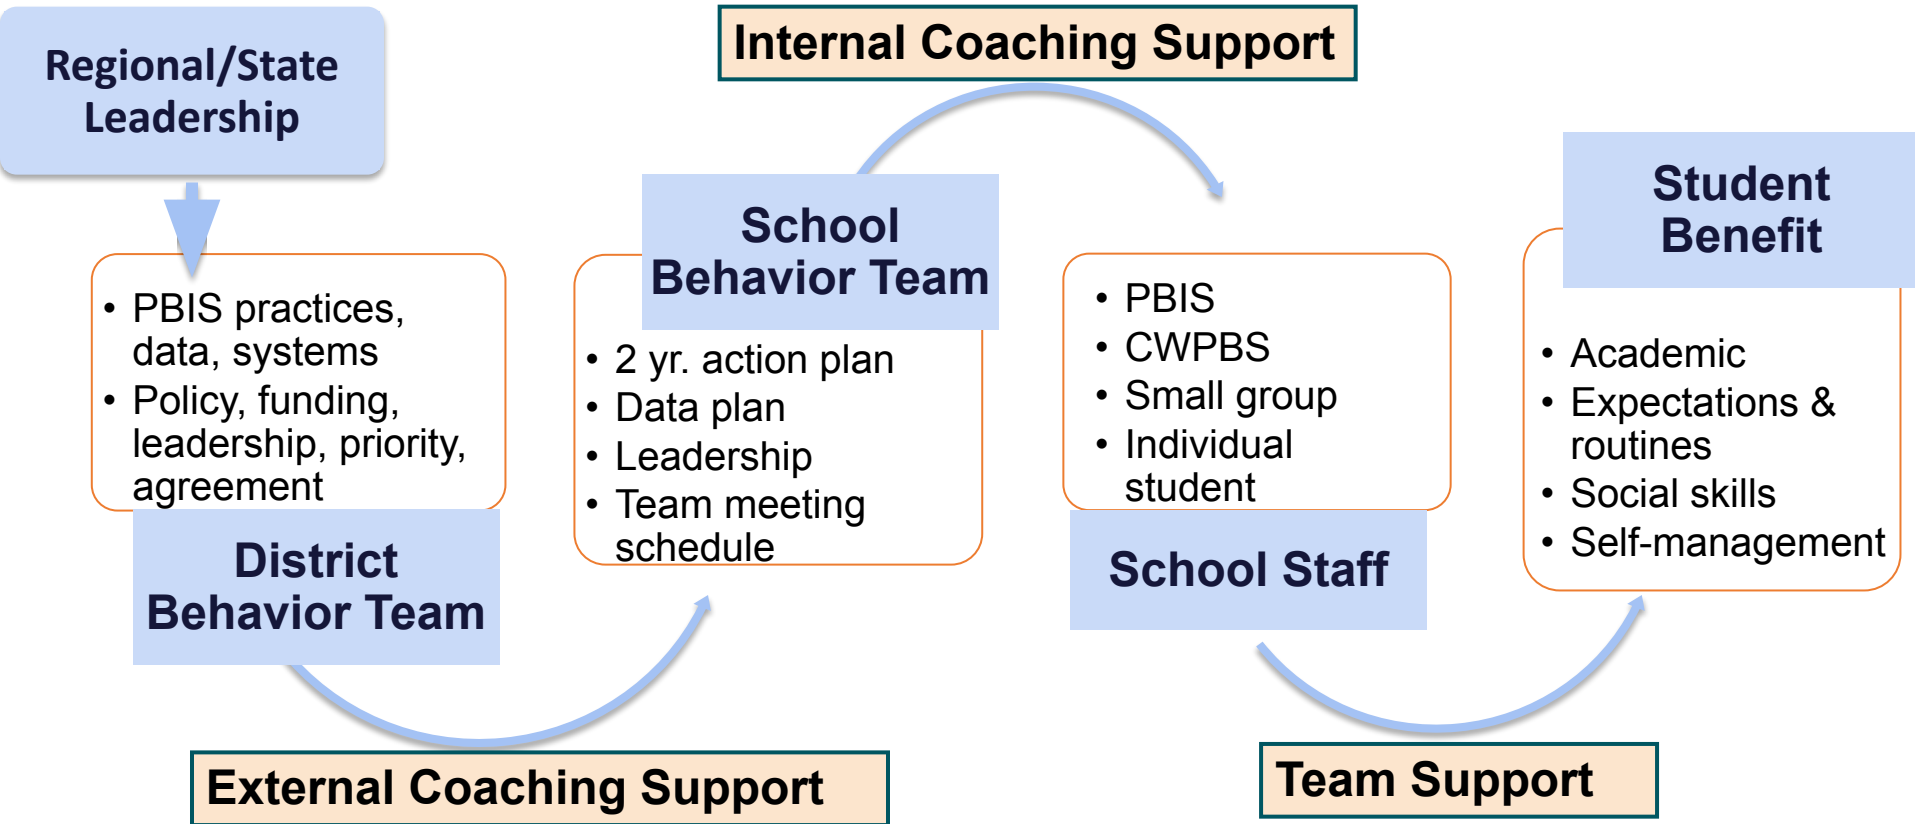 Regional/State
Leadership
• PBIS practices,
data, systems
• Policy, funding,
leadership, priority,
agreement
District
Behavior Team
External Coaching Support
School
Behavior Team
• 2 yr. action plan
• Data plan
• Leadership
• Team meeting
schedule
Internal Coaching Support
• PBIS
• CWPBS
• Small group
• Individual
student
School Staff
Team Support
Student
Benefit
• Academic
• Expectations &
routines
• Social skills
• Self-management